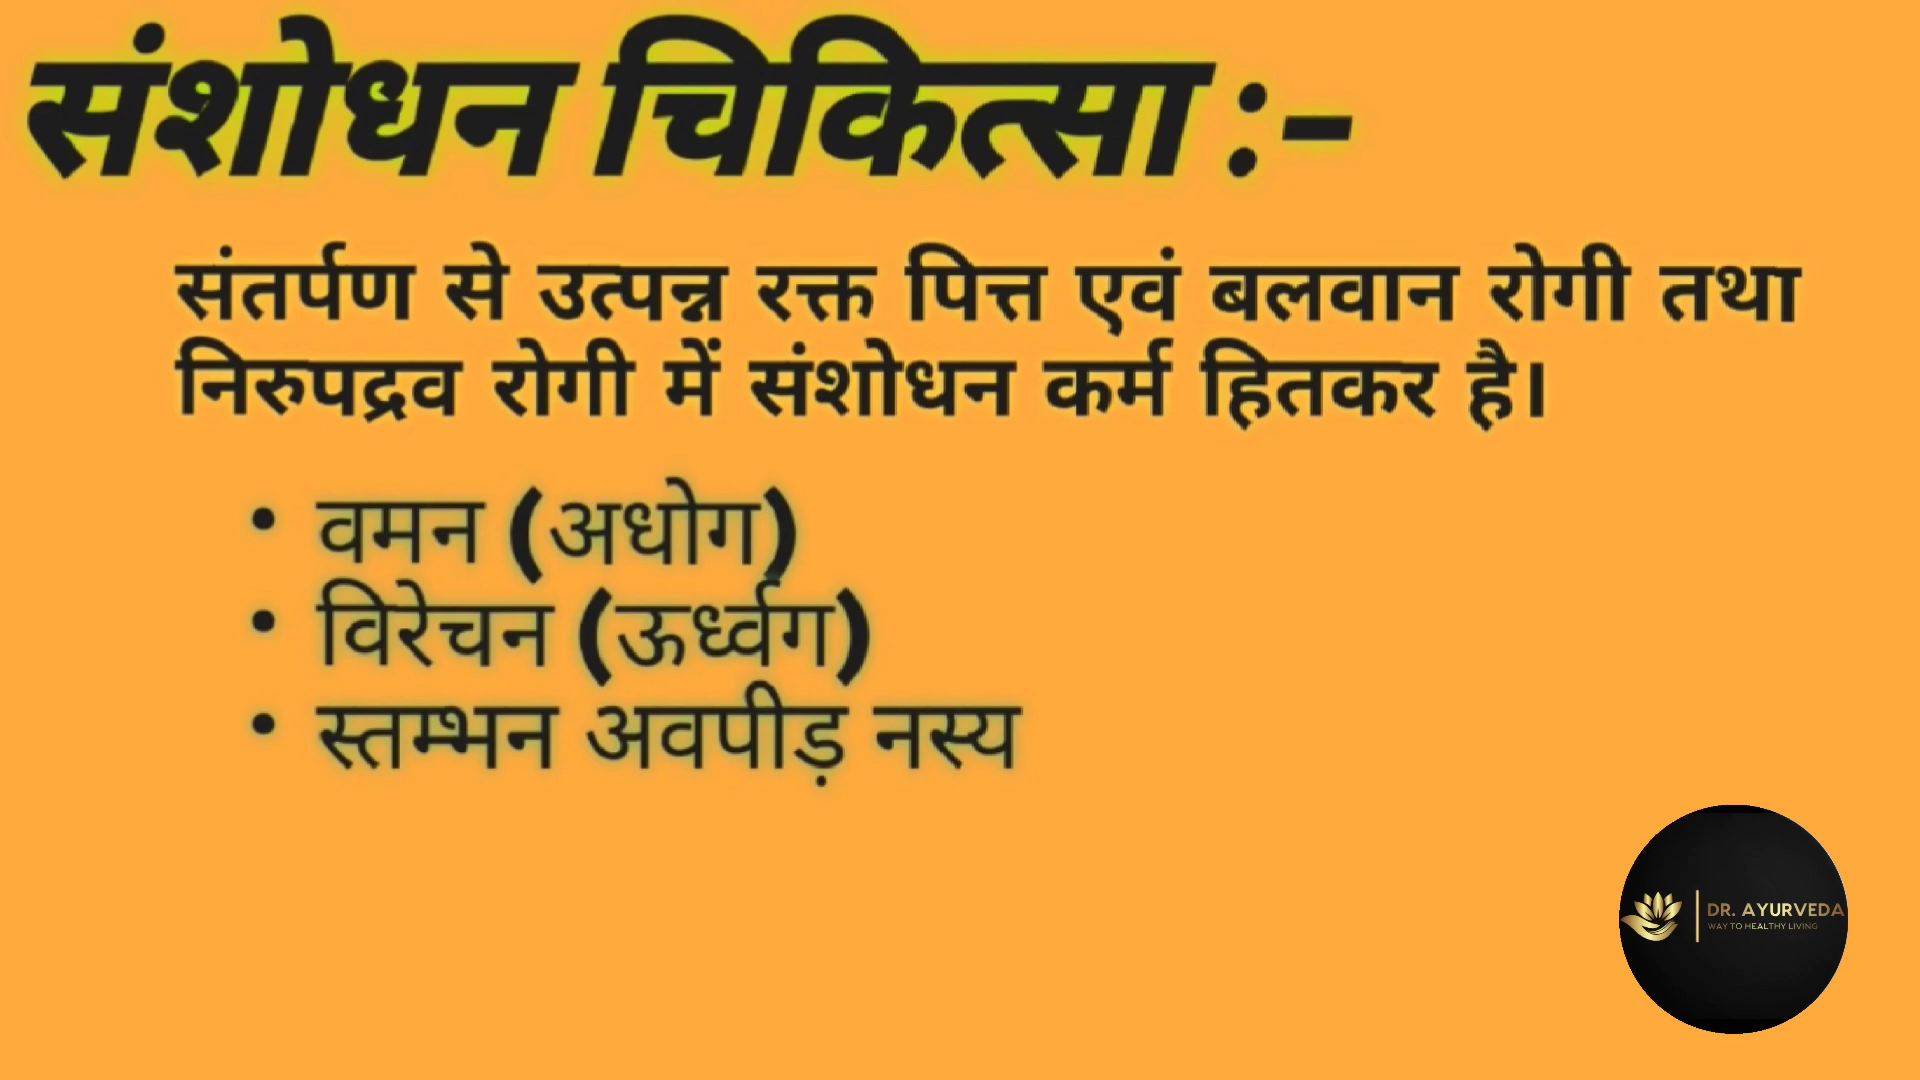 संशोधन चिकित्सा :-
संतर्पण से उत्पन्न रक्त पित्त एवं बलवान रोगी तथा
निरुपद्रव रोगी में संशोधन कर्म हितकर है।
• वमन (अधोग)
• विरेचन (ऊर्ध्वग)
• स्तम्भन अवपीड़ नस्य
DR. AYURVEDA
WAY TO HEALTHY LIVING